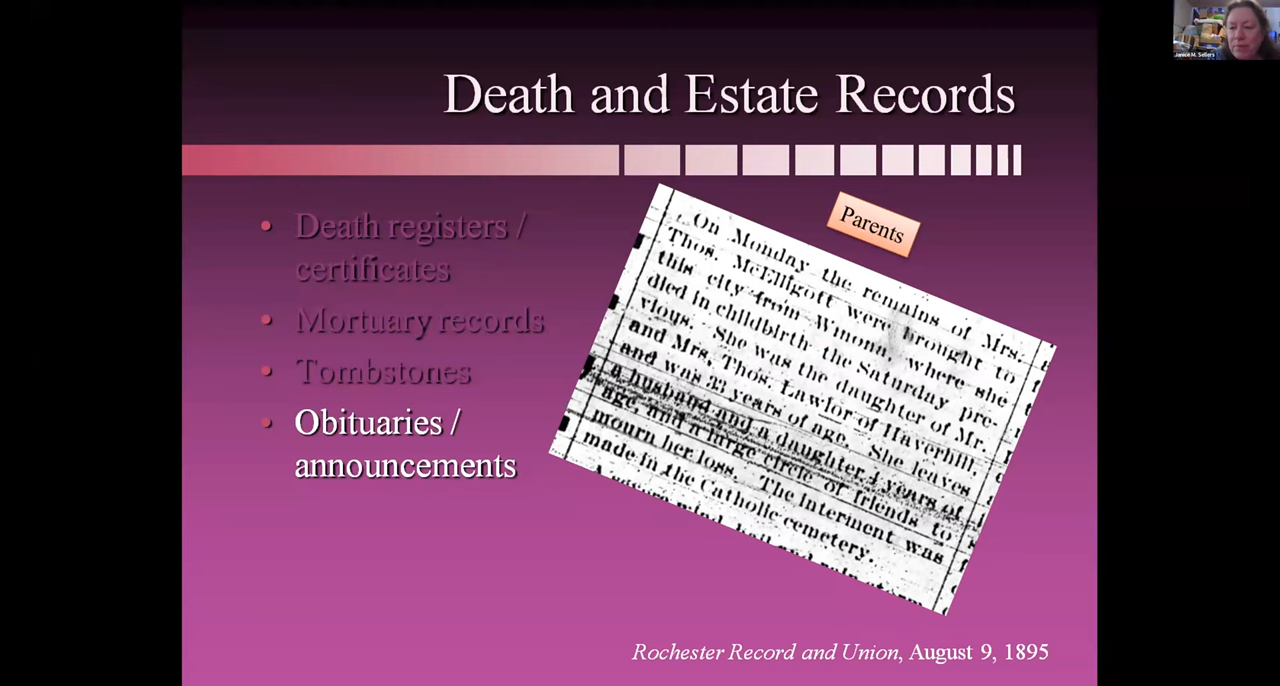 Janice M. Sellers
Death and Estate Records
Parents
• Death registers /
certificates
• Mortuary records
• Tombstones
• Obituaries /
announcements
On Monday the remains of Mrs.
Thos. McElligott were brought to
this city from Winona, where she
died in childbirth the Saturday pre-
vious. She was the daughter of Mr.
and Mrs. Thos. Lawlor of Haverhill,
and was 33 years of age. She leaves
a husband and a daughter 4 years of
age, and a large circle of friends to
mourn her loss. The interment was
made in the Catholic cemetery.
Rochester Record and Union, August 9, 1895